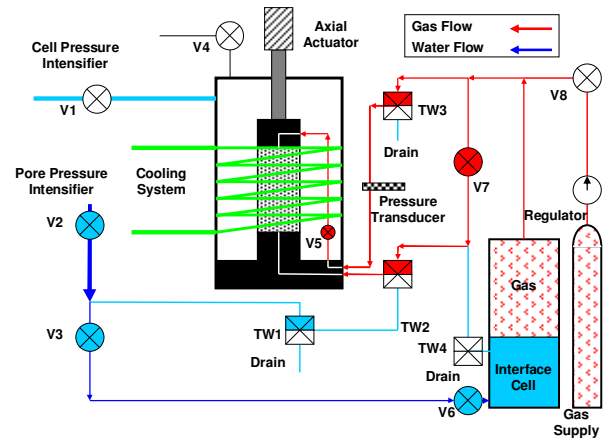 Axial
Actuator
V4
Gas Flow
Water Flow
Cell Pressure
Intensifier
V1
V8
TW3
Drain
Cooling
System
Pore Pressure
Intensifier
V2
V7
Pressure
Transducer
Regulator
V5
Gas
V3
TW1
TW2
TW4
Drain
Drain
Interface
Cell
V6
Gas
Supply